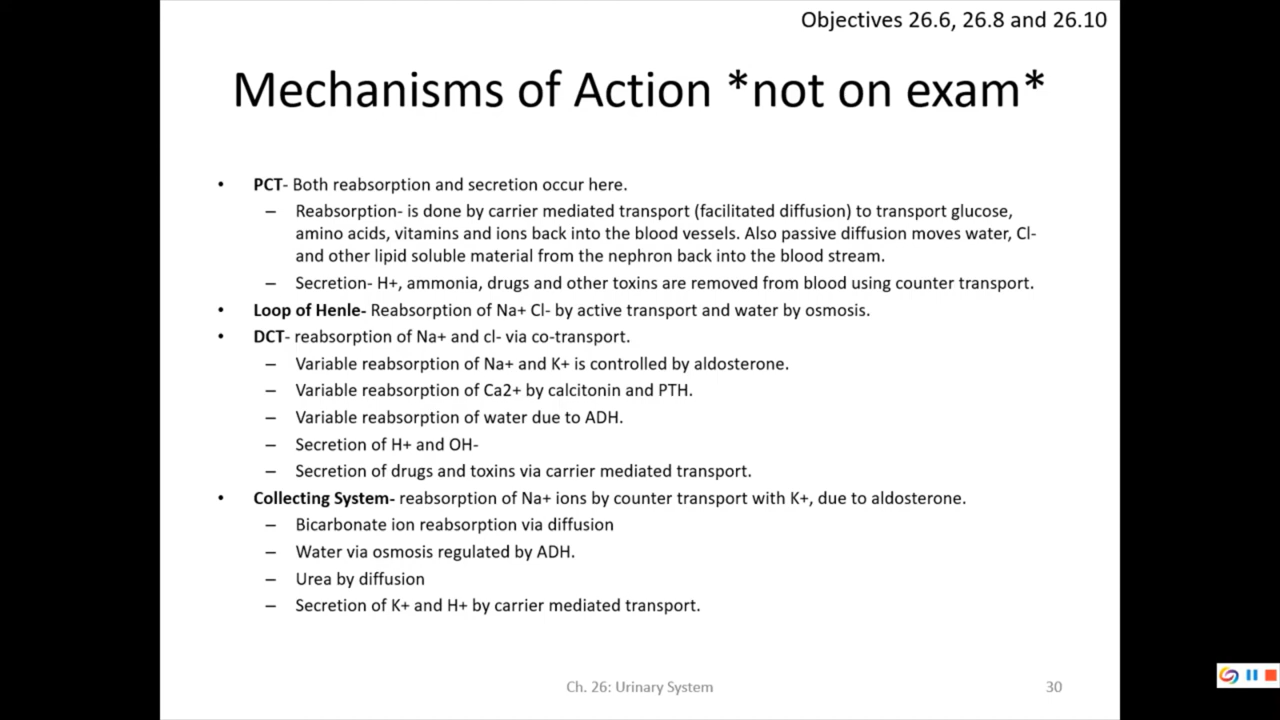 Objectives 26.6, 26.8 and 26.10
Mechanisms of Action *not on exam*
• PCT- Both reabsorption and secretion occur here.
– Reabsorption- is done by carrier mediated transport (facilitated diffusion) to transport glucose,
amino acids, vitamins and ions back into the blood vessels. Also passive diffusion moves water, Cl-
and other lipid soluble material from the nephron back into the blood stream.
– Secretion- H+, ammonia, drugs and other toxins are removed from blood using counter transport.
• Loop of Henle- Reabsorption of Na+ Cl- by active transport and water by osmosis.
• DCT- reabsorption of Na+ and cl- via co-transport.
– Variable reabsorption of Na+ and K+ is controlled by aldosterone.
– Variable reabsorption of Ca2+ by calcitonin and PTH.
– Variable reabsorption of water due to ADH.
– Secretion of H+ and OH-
– Secretion of drugs and toxins via carrier mediated transport.
• Collecting System- reabsorption of Na+ ions by counter transport with K+, due to aldosterone.
– Bicarbonate ion reabsorption via diffusion
– Water via osmosis regulated by ADH.
– Urea by diffusion
– Secretion of K+ and H+ by carrier mediated transport.
Ch. 26: Urinary System
30